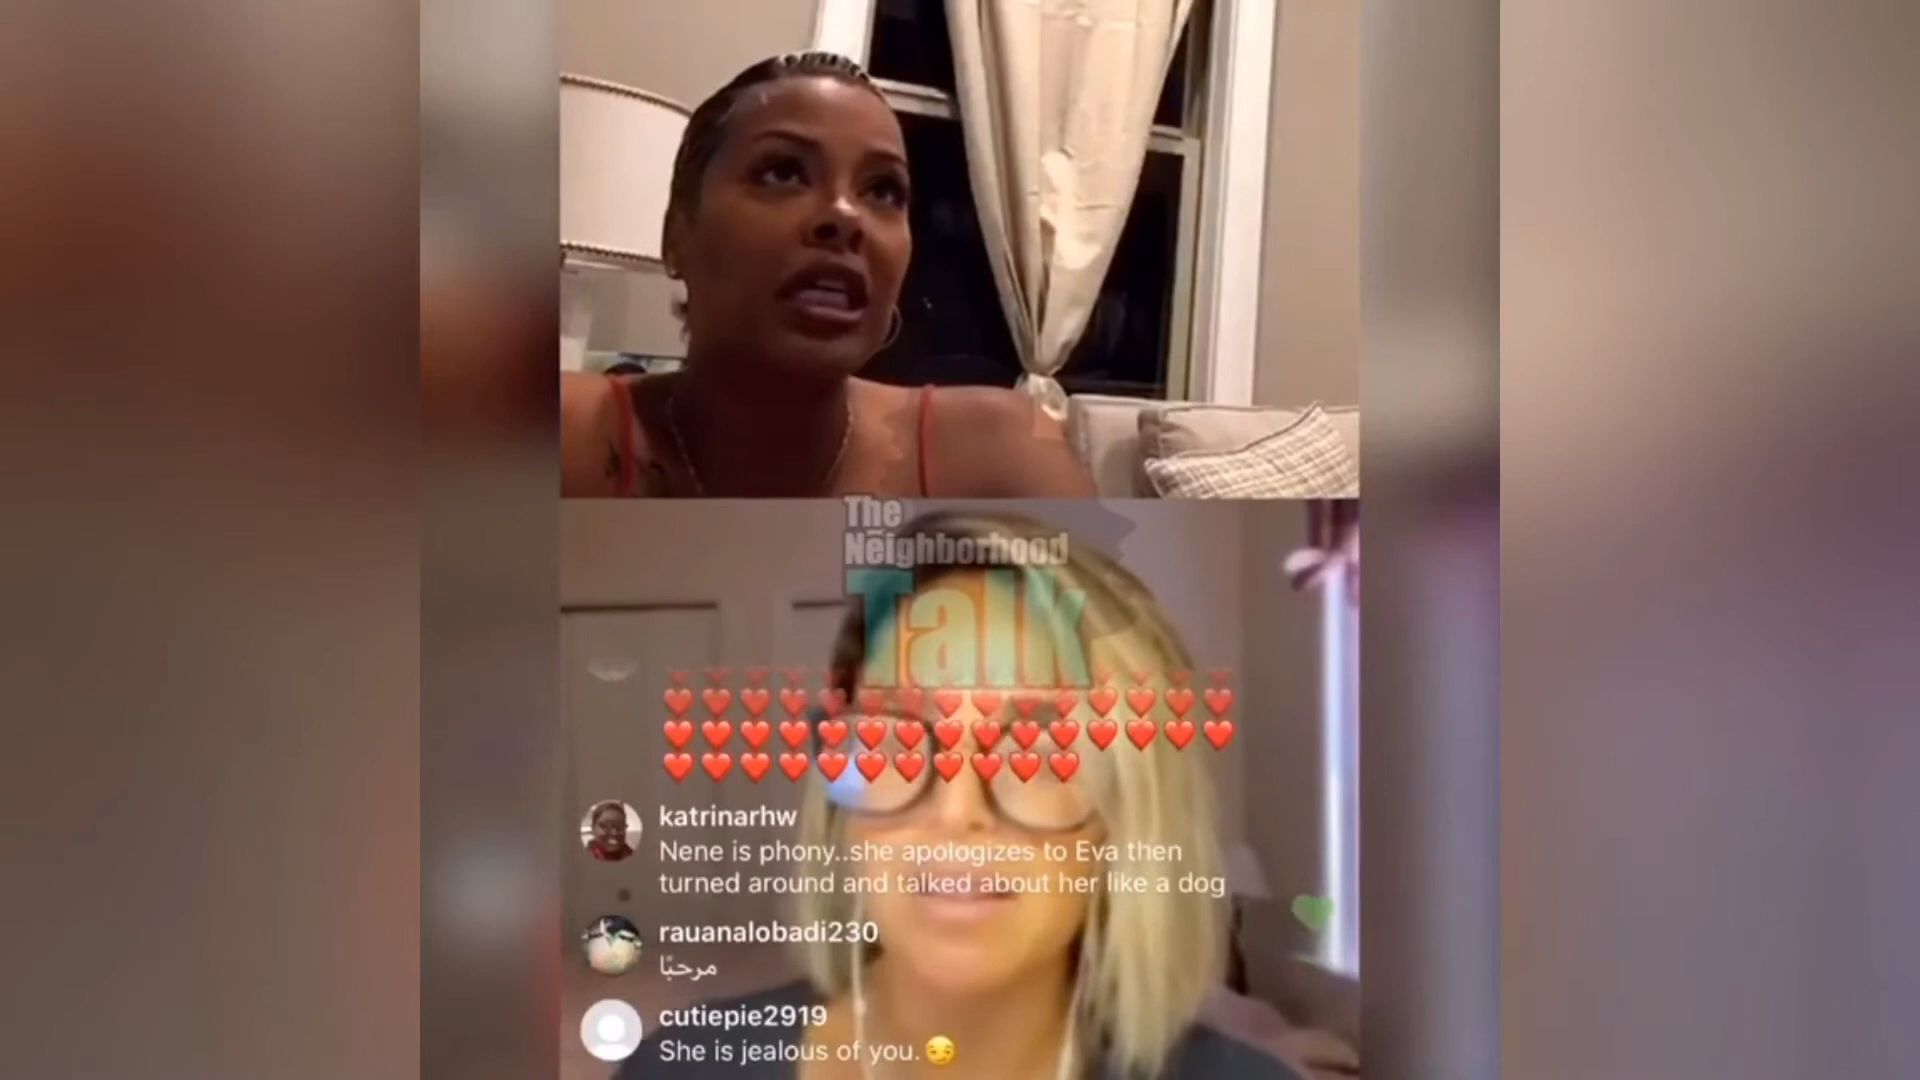 The
Neighborhood
Talk
katrinarhw
Nene is phony..she apologizes to Eva then
turned around and talked about her like a dog
rauanalobadi230
مرحبًا
cutiepie2919
She is jealous of you.😏